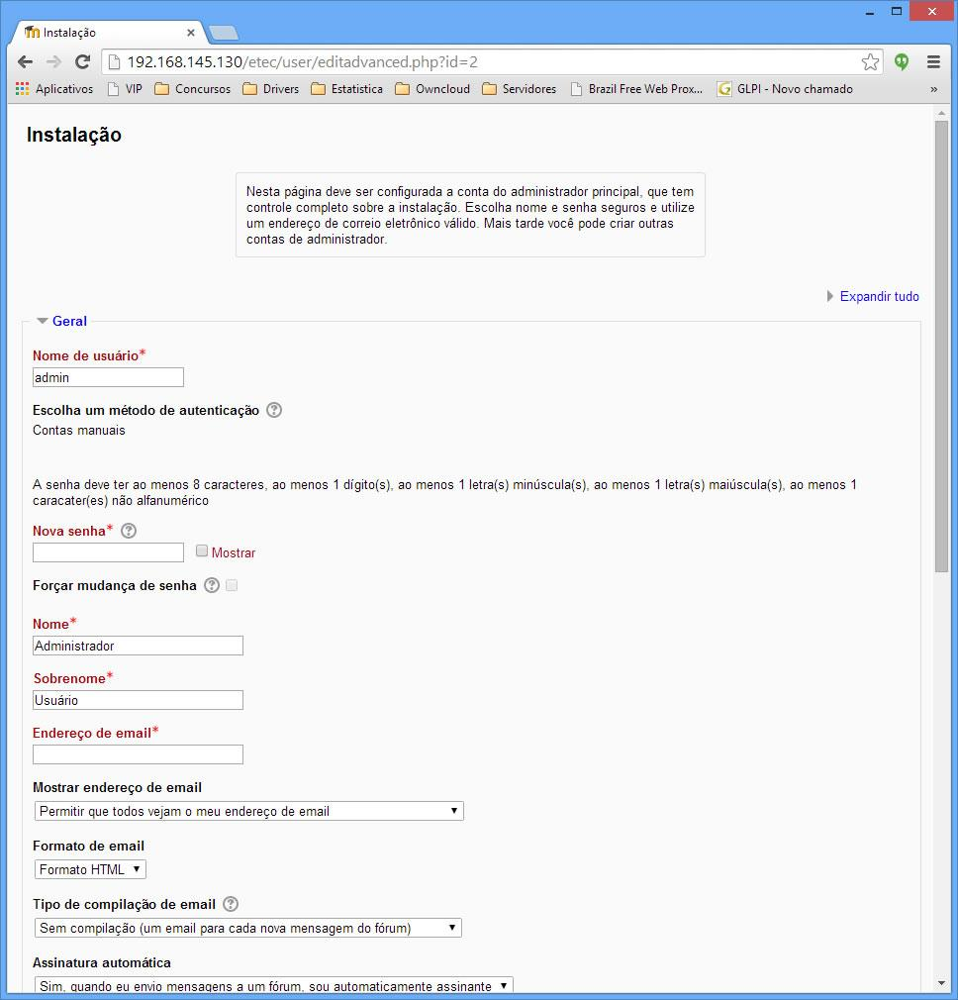 Instalação
192.168.145.130/etec/user/editadvanced.php?id=2
Aplicativos VIP Concursos Drivers Estatistica Owncloud Servidores Brazil Free Web Prox... GLPI - Novo chamado »
Instalação
Nesta página deve ser configurada a conta do administrador principal, que tem
controle completo sobre a instalação. Escolha nome e senha seguros e utilize
um endereço de correio eletrônico válido. Mais tarde você pode criar outras
contas de administrador.
Expandir tudo
Geral
Nome de usuário*
admin
Escolha um método de autenticação
Contas manuais
A senha deve ter ao menos 8 caracteres, ao menos 1 dígito(s), ao menos 1 letra(s) minúscula(s), ao menos 1 letra(s) maiúscula(s), ao menos 1
caracater(es) não alfanumérico
Nova senha*
Mostrar
Forçar mudança de senha
Nome*
Administrador
Sobrenome*
Usuário
Endereço de email*
Mostrar endereço de email
Permitir que todos vejam o meu endereço de email
Formato de email
Formato HTML
Tipo de compilação de email
Sem compilação (um email para cada nova mensagem do fórum)
Assinatura automática
Sim, quando eu envio mensagens a um fórum, sou automaticamente assinante